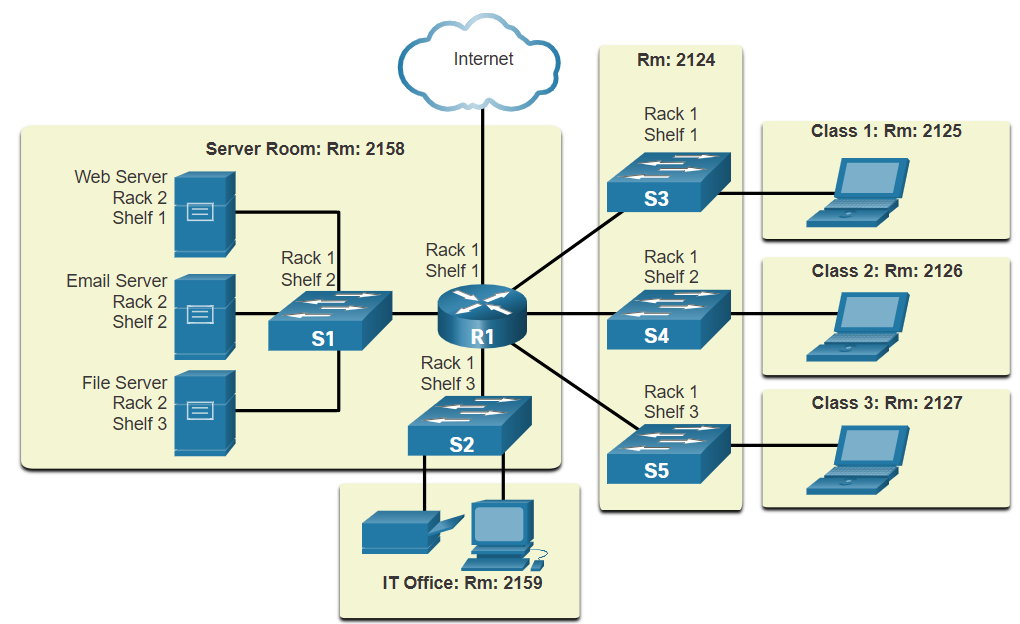 Internet
Server Room: Rm: 2158
Web Server
Rack 2
Shelf 1
Email Server
Rack 2
Shelf 2
File Server
Rack 2
Shelf 3
Rack 1
Shelf 2
S1
Rack 1
Shelf 1
R1
Rack 1
Shelf 3
S2
IT Office: Rm: 2159
Rm: 2124
Rack 1
Shelf 1
S3
Rack 1
Shelf 2
S4
Rack 1
Shelf 3
S5
Class 1: Rm: 2125
Class 2: Rm: 2126
Class 3: Rm: 2127